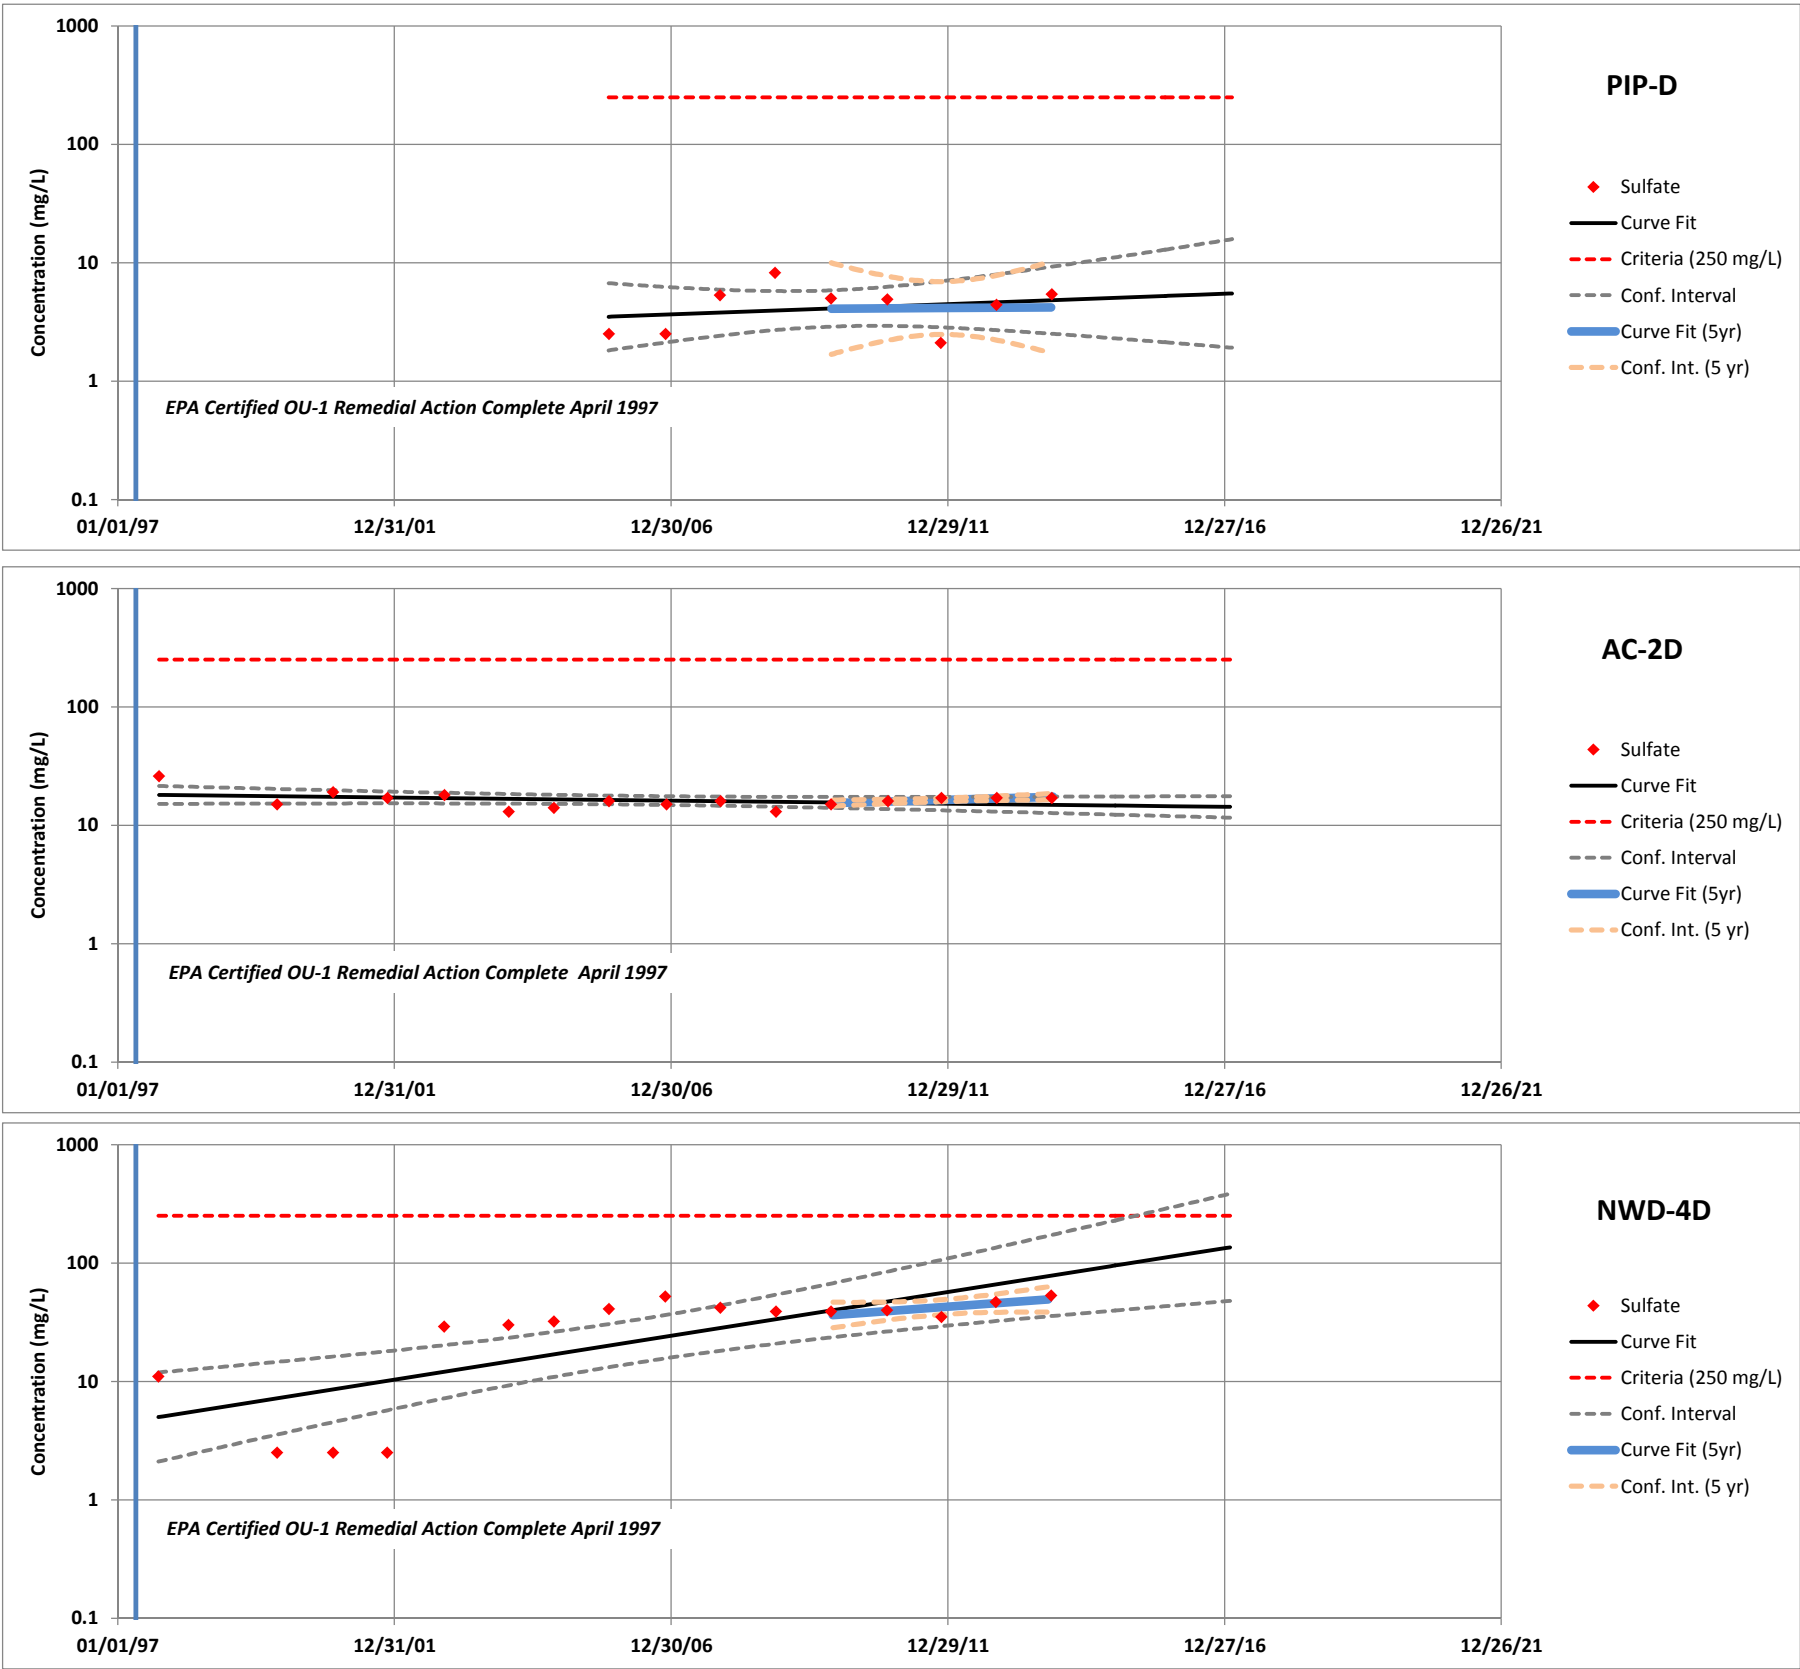 PIP-D
Concentration (mg/L)
1000
100
10
1
0.1
EPA Certified OU-1 Remedial Action Complete April 1997
01/01/97 12/31/01 12/30/06 12/29/11 12/27/16 12/26/21
Sulfate
Curve Fit
Criteria (250 mg/L)
Conf. Interval
Curve Fit (5yr)
Conf. Int. (5 yr)
AC-2D
Concentration (mg/L)
1000
100
10
1
0.1
EPA Certified OU-1 Remedial Action Complete  April 1997
01/01/97 12/31/01 12/30/06 12/29/11 12/27/16 12/26/21
Sulfate
Curve Fit
Criteria (250 mg/L)
Conf. Interval
Curve Fit (5yr)
Conf. Int. (5 yr)
NWD-4D
Concentration (mg/L)
1000
100
10
1
0.1
EPA Certified OU-1 Remedial Action Complete April 1997
01/01/97 12/31/01 12/30/06 12/29/11 12/27/16 12/26/21
Sulfate
Curve Fit
Criteria (250 mg/L)
Conf. Interval
Curve Fit (5yr)
Conf. Int. (5 yr)